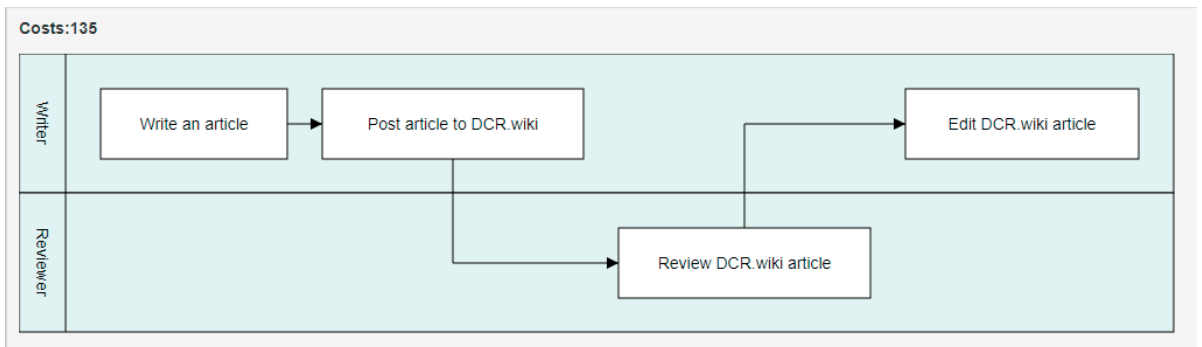 Costs:135
Writer
Write an article
Post article to DCR.wiki
Edit DCR.wiki article
Reviewer
Review DCR.wiki article